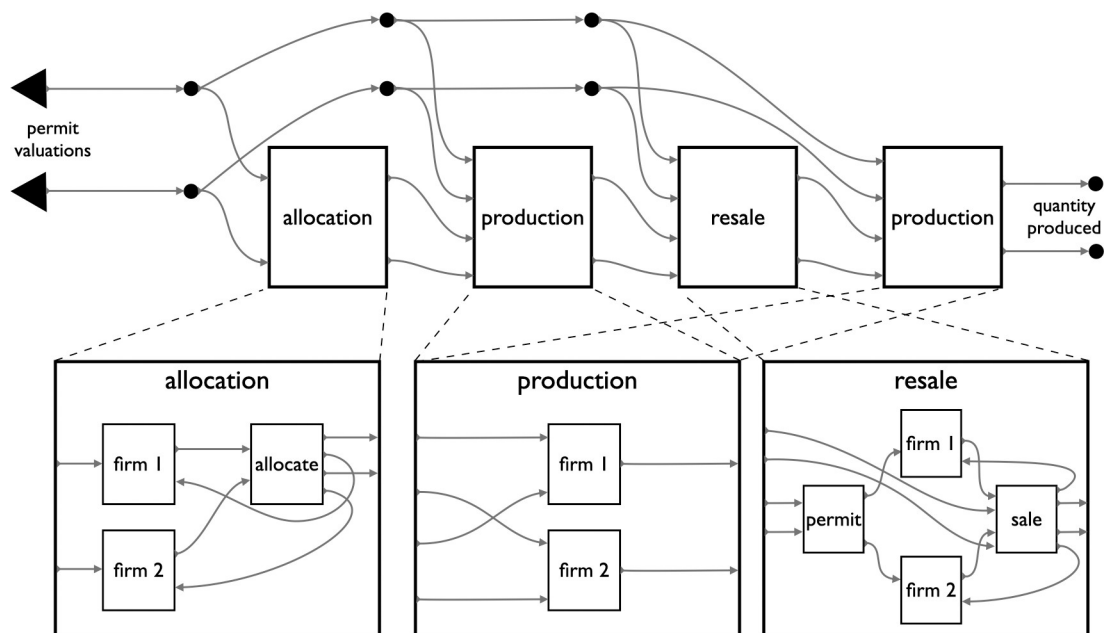 permit
valuations
allocation
production
resale
production
quantity
produced
allocation
firm 1
allocate
firm 2
production
firm 1
firm 2
resale
firm 1
permit
sale
firm 2